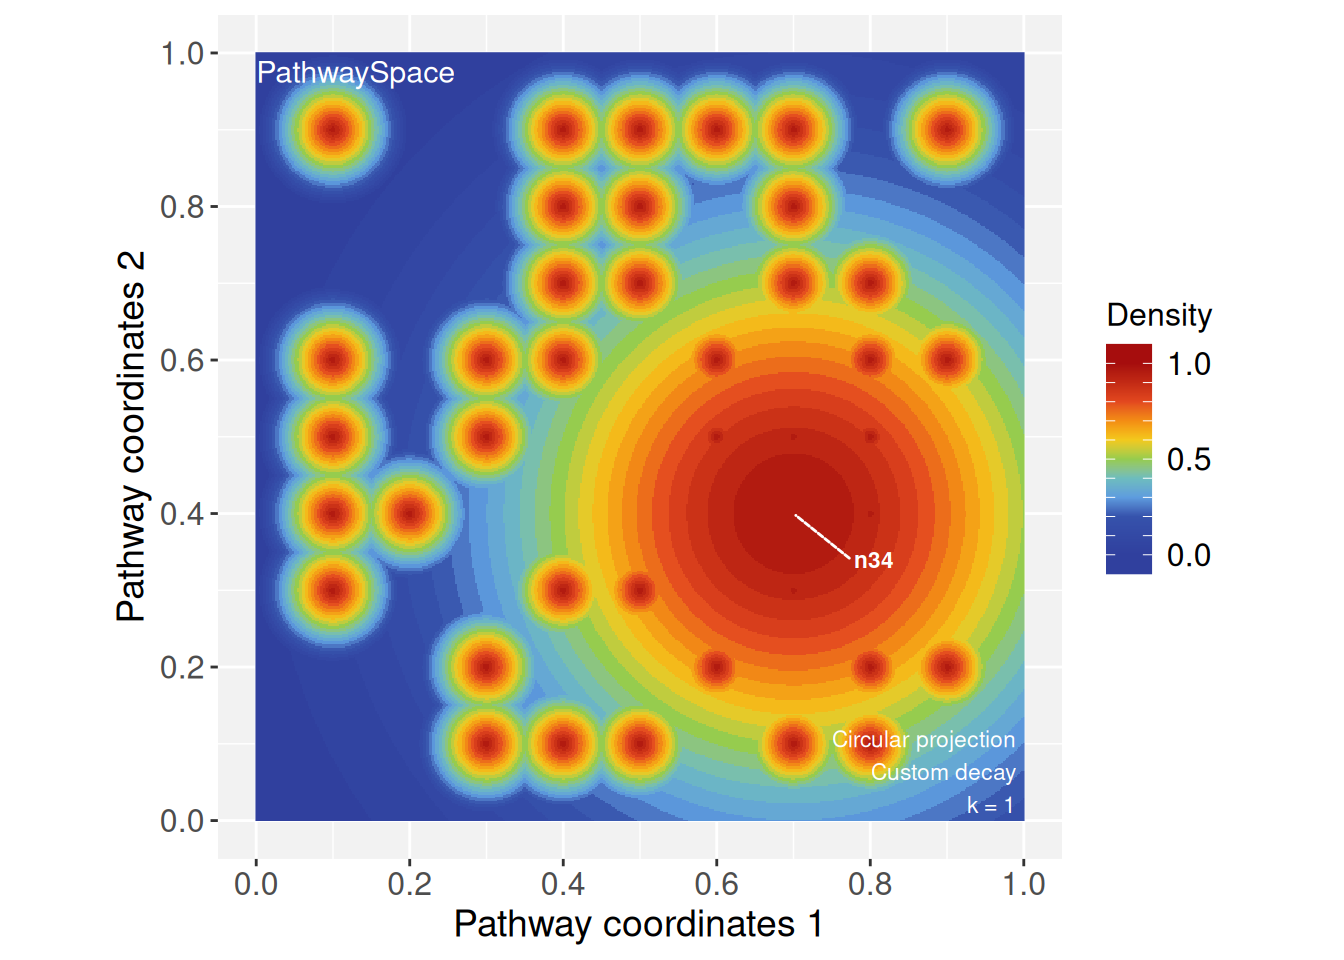 PathwaySpace
1.0
0.8
0.6
0.4
0.2
0.0
Pathway coordinates 2
n34
Circular projection
Custom decay
k = 1
0.0
0.2
0.4
0.6
0.8
1.0
Pathway coordinates 1
Density
1.0
0.5
0.0